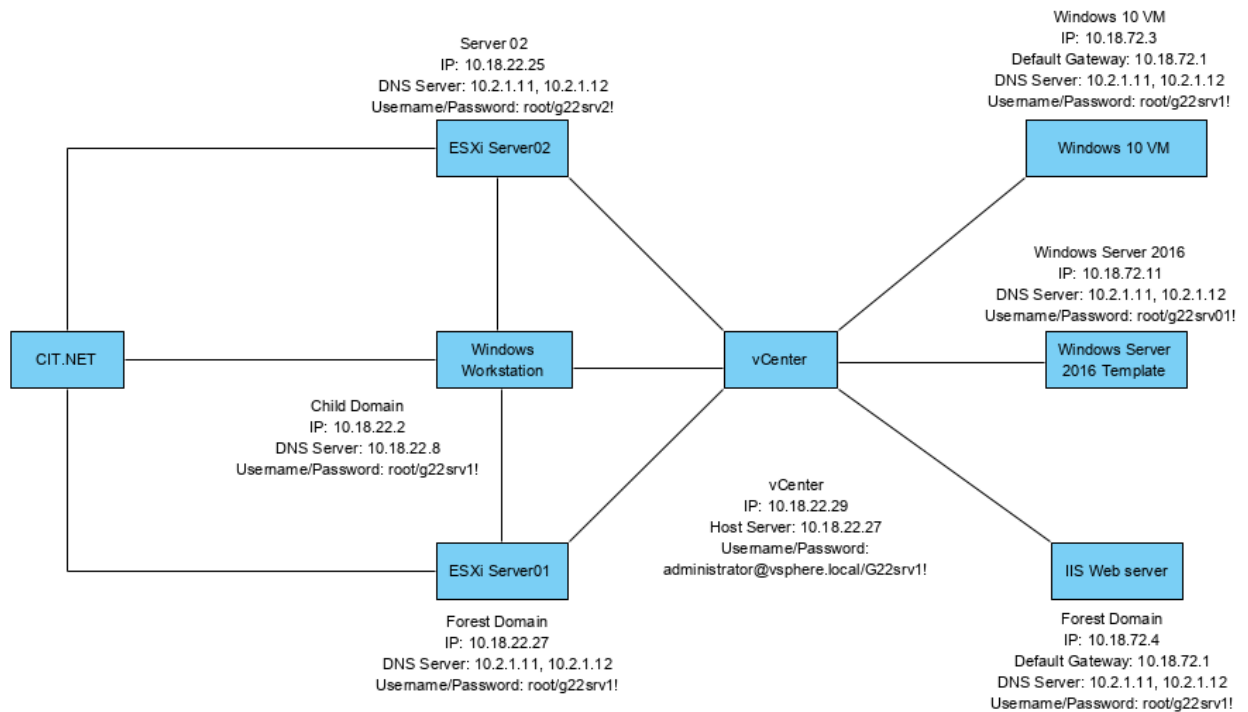 Windows 10 VM
IP: 10.18.72.3
Default Gateway: 10.18.72.1
DNS Server: 10.2.1.11, 10.2.1.12
Username/Password: root/g22srv1!
Server 02
IP: 10.18.22.25
DNS Server: 10.2.1.11, 10.2.1.12
Username/Password: root/g22srv2!
ESXi Server02
Windows 10 VM
Windows Server 2016
IP: 10.18.72.11
DNS Server: 10.2.1.11, 10.2.1.12
Username/Password: root/g22srv01!
CIT.NET
Windows
Workstation
vCenter
Windows Server
2016 Template
Child Domain
IP: 10.18.22.2
DNS Server: 10.18.22.8
Username/Password: root/g22srv1!
vCenter
IP: 10.18.22.29
Host Server: 10.18.22.27
Username/Password:
administrator@vsphere.local/G22srv1!
ESXi Server01
IIS Web server
Forest Domain
IP: 10.18.22.27
DNS Server: 10.2.1.11, 10.2.1.12
Username/Password: root/g22srv1!
Forest Domain
IP: 10.18.72.4
Default Gateway: 10.18.72.1
DNS Server: 10.2.1.11, 10.2.1.12
Username/Password: root/g22srv1!